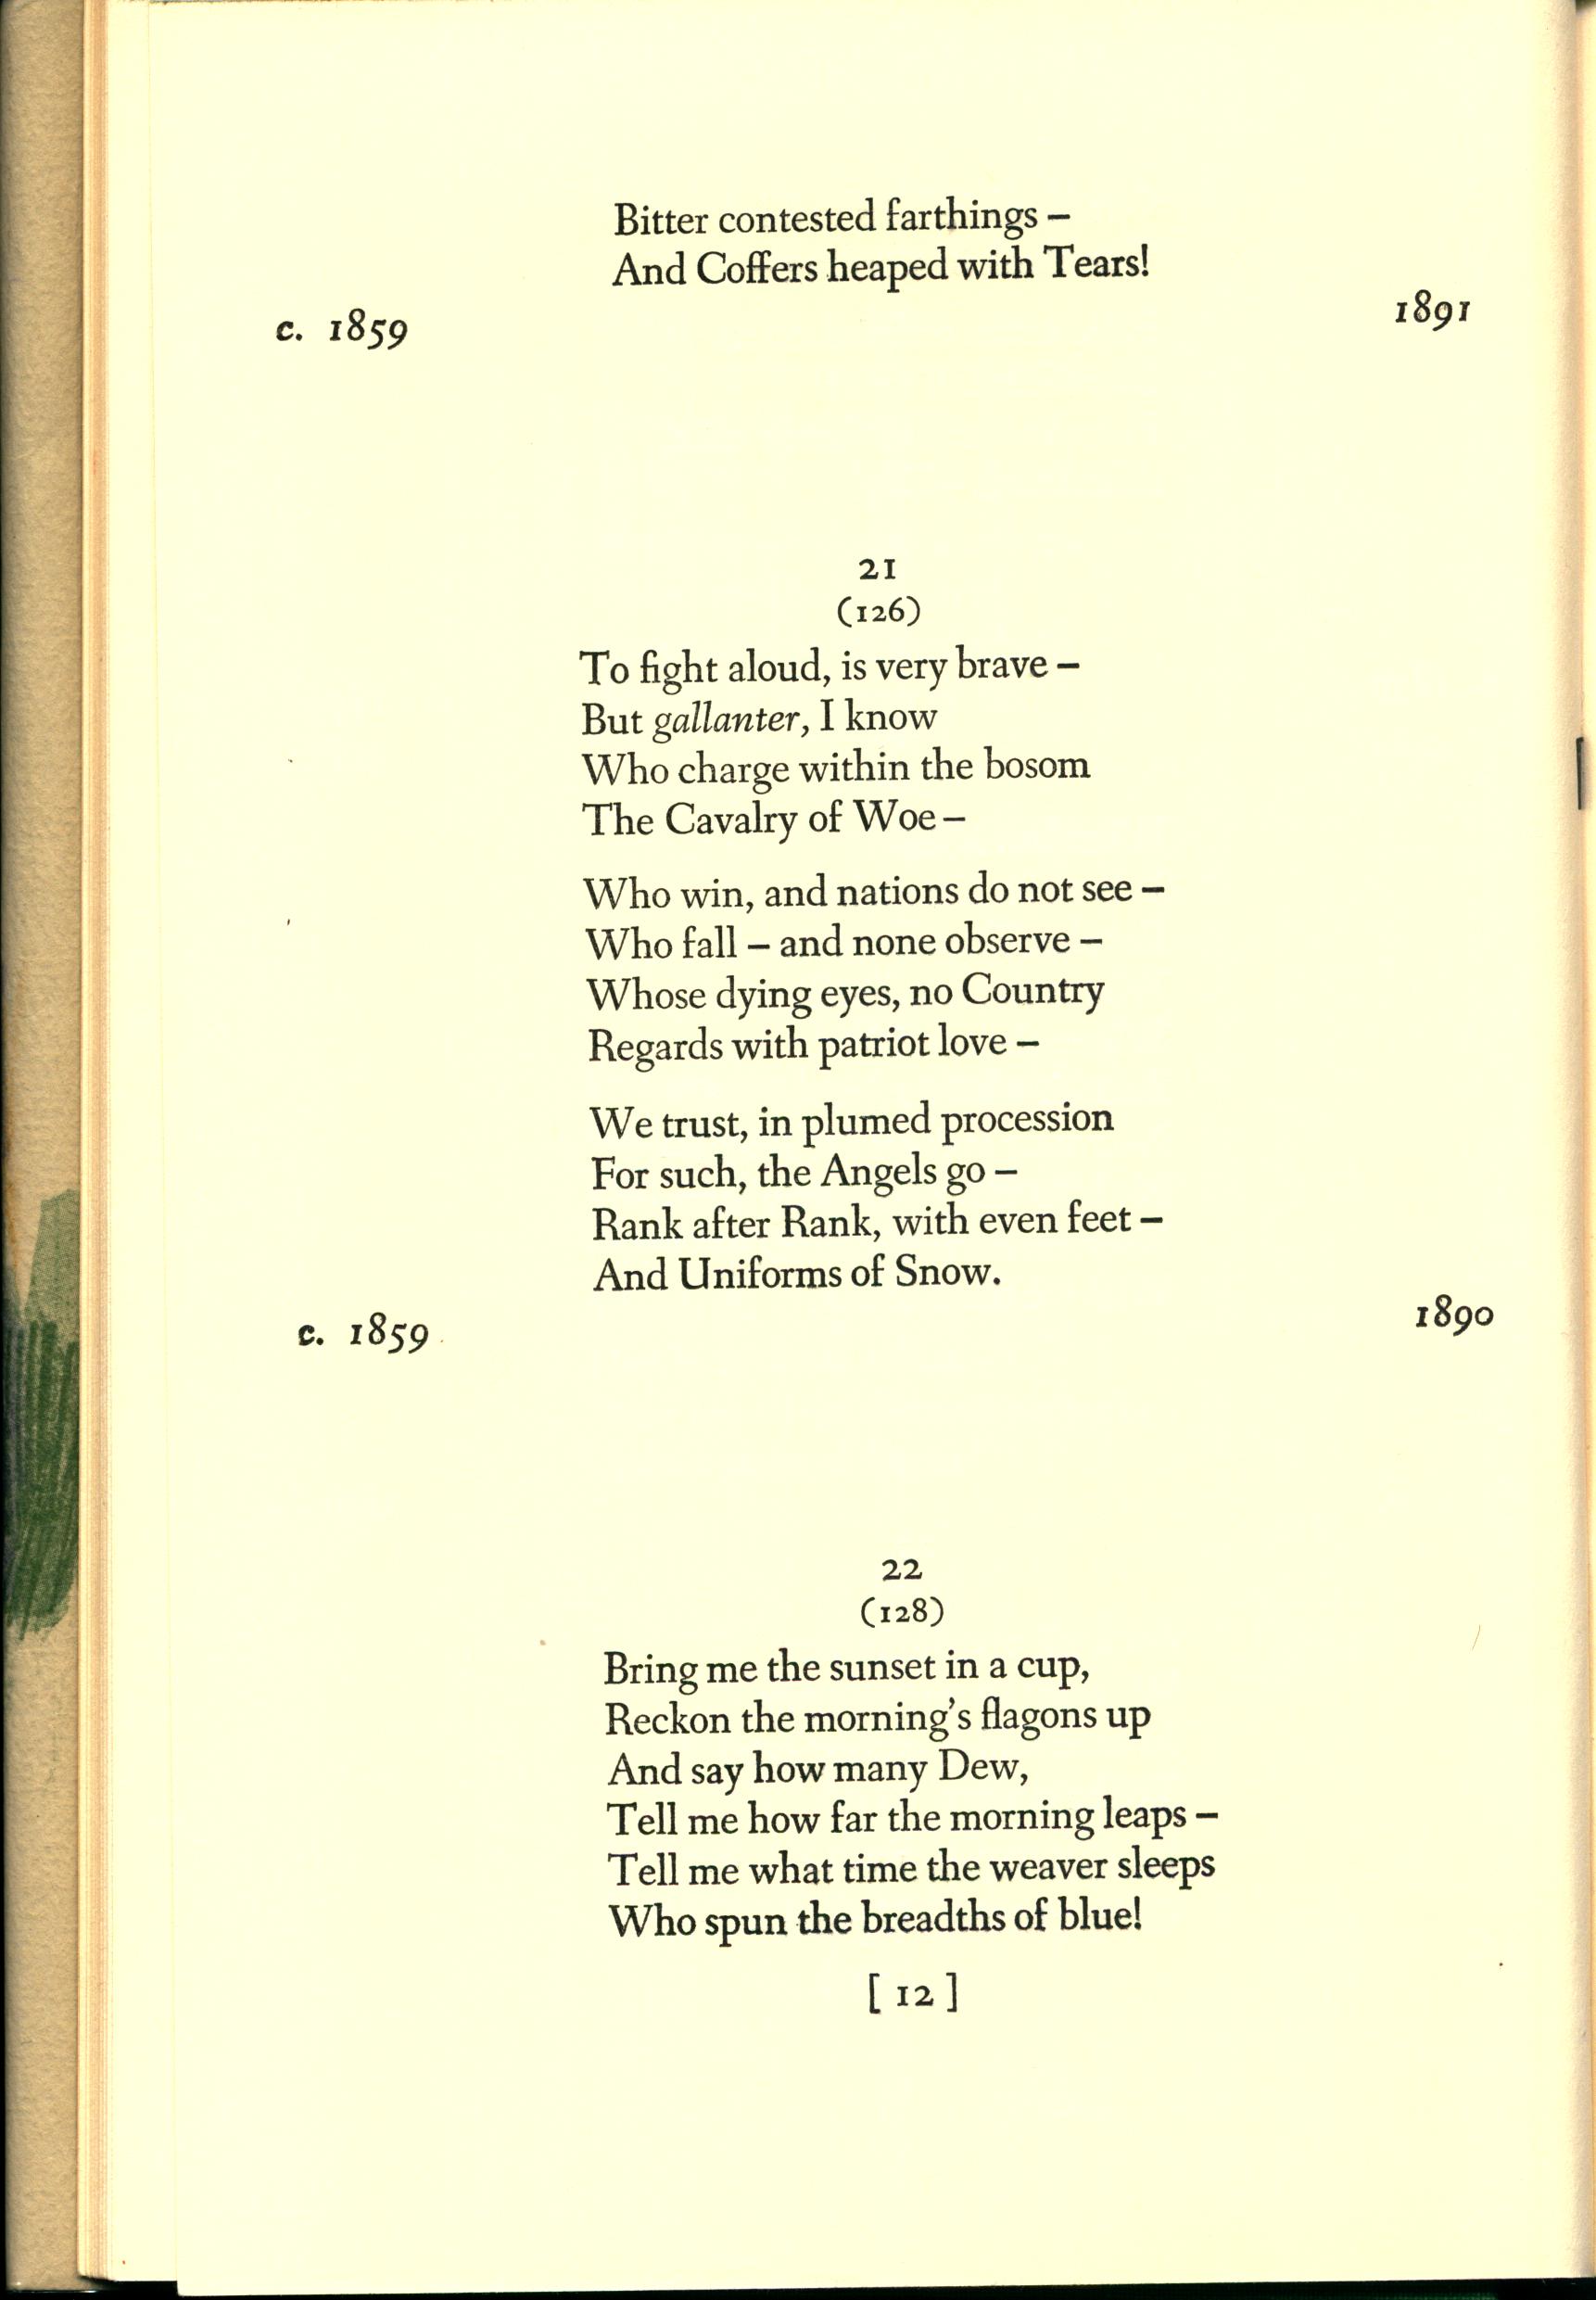 Bitter contested farthings –
And Coffers heaped with Tears!
c. 1859 1891
21
(126)
To fight aloud, is very brave –
But gallanter, I know
Who charge within the bosom
The Cavalry of Woe –
Who win, and nations do not see –
Who fall – and none observe –
Whose dying eyes, no Country
Regards with patriot love –
We trust, in plumed procession
For such, the Angels go –
Rank after Rank, with even feet –
And Uniforms of Snow.
c. 1859 1890
22
(128)
Bring me the sunset in a cup,
Reckon the morning's flagons up
And say how many Dew,
Tell me how far the morning leaps –
Tell me what time the weaver sleeps
Who spun the breadths of blue!
[ 12 ]